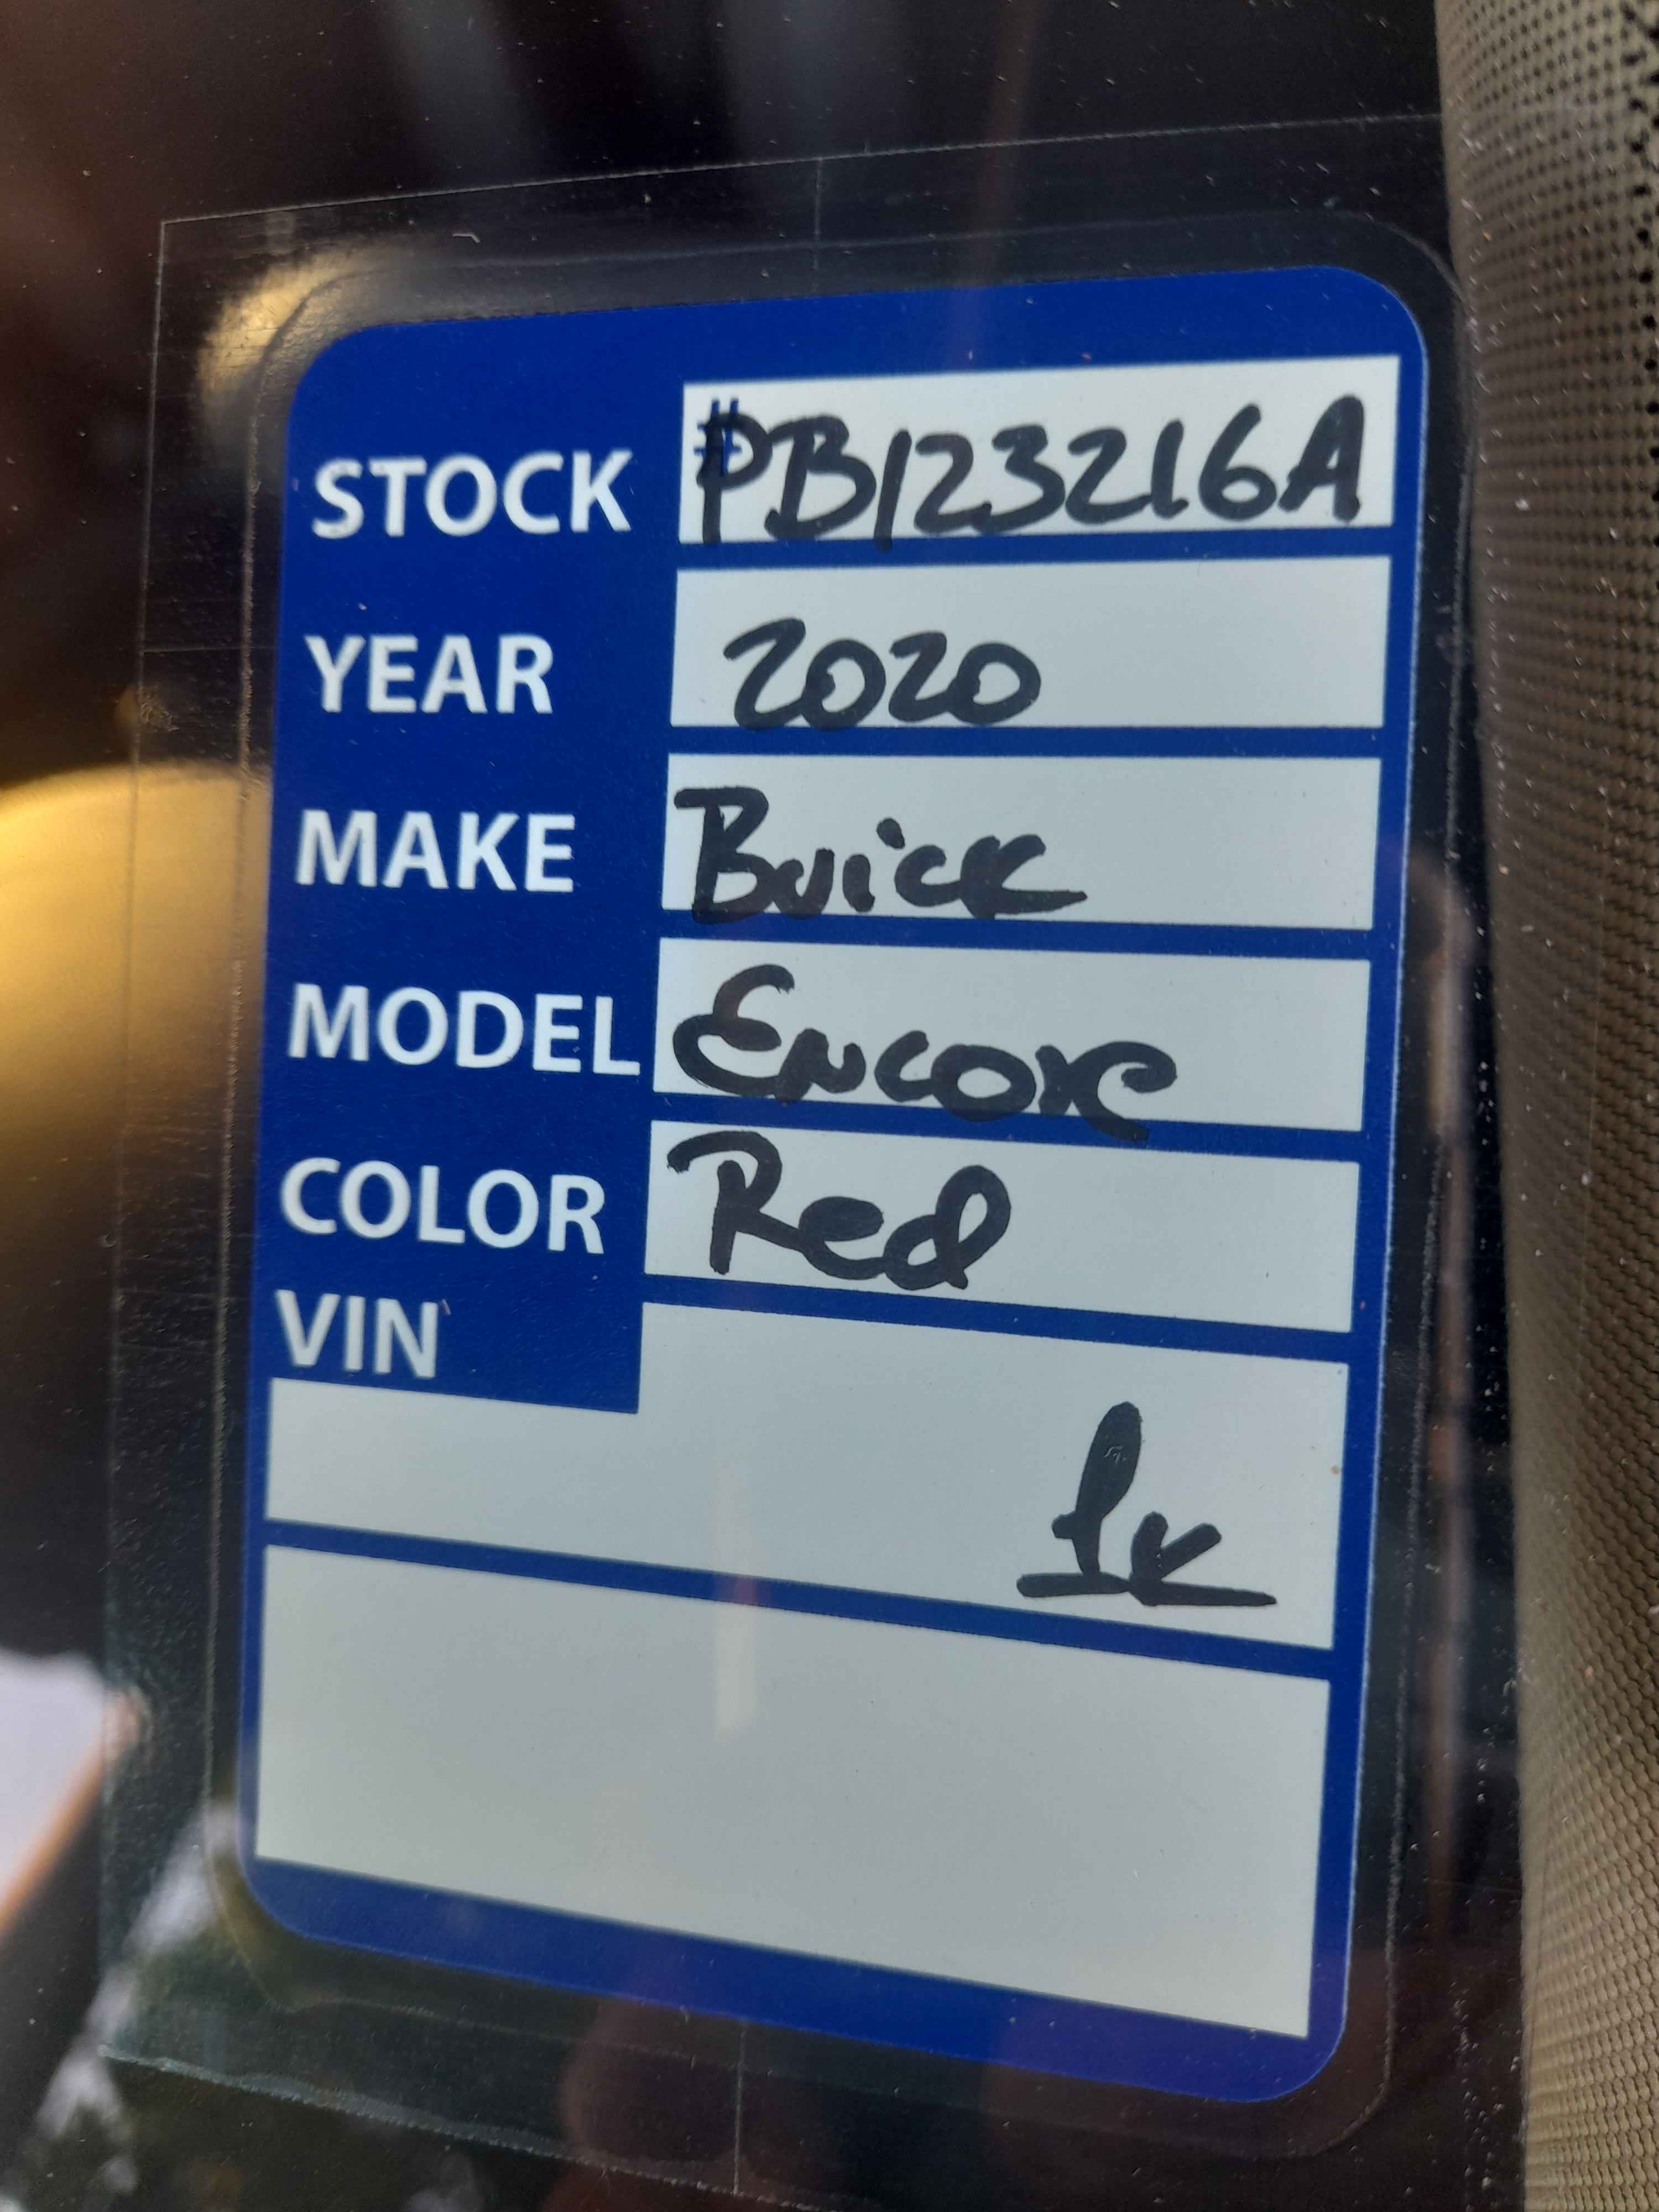 STOCK #PB123216A
YEAR 2020
MAKE Buick
MODEL Encore
COLOR Red
VIN